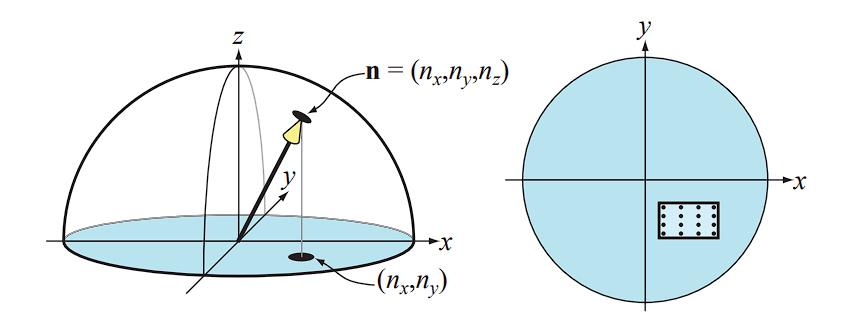 z
n = (nx,ny,nz)
y
x
(nx,ny)
y
x